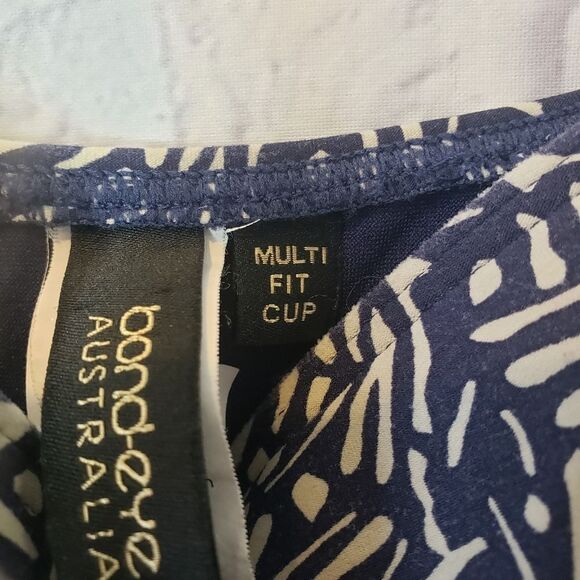 MULTI
FIT
CUP
bond-eye
AUSTRALIA